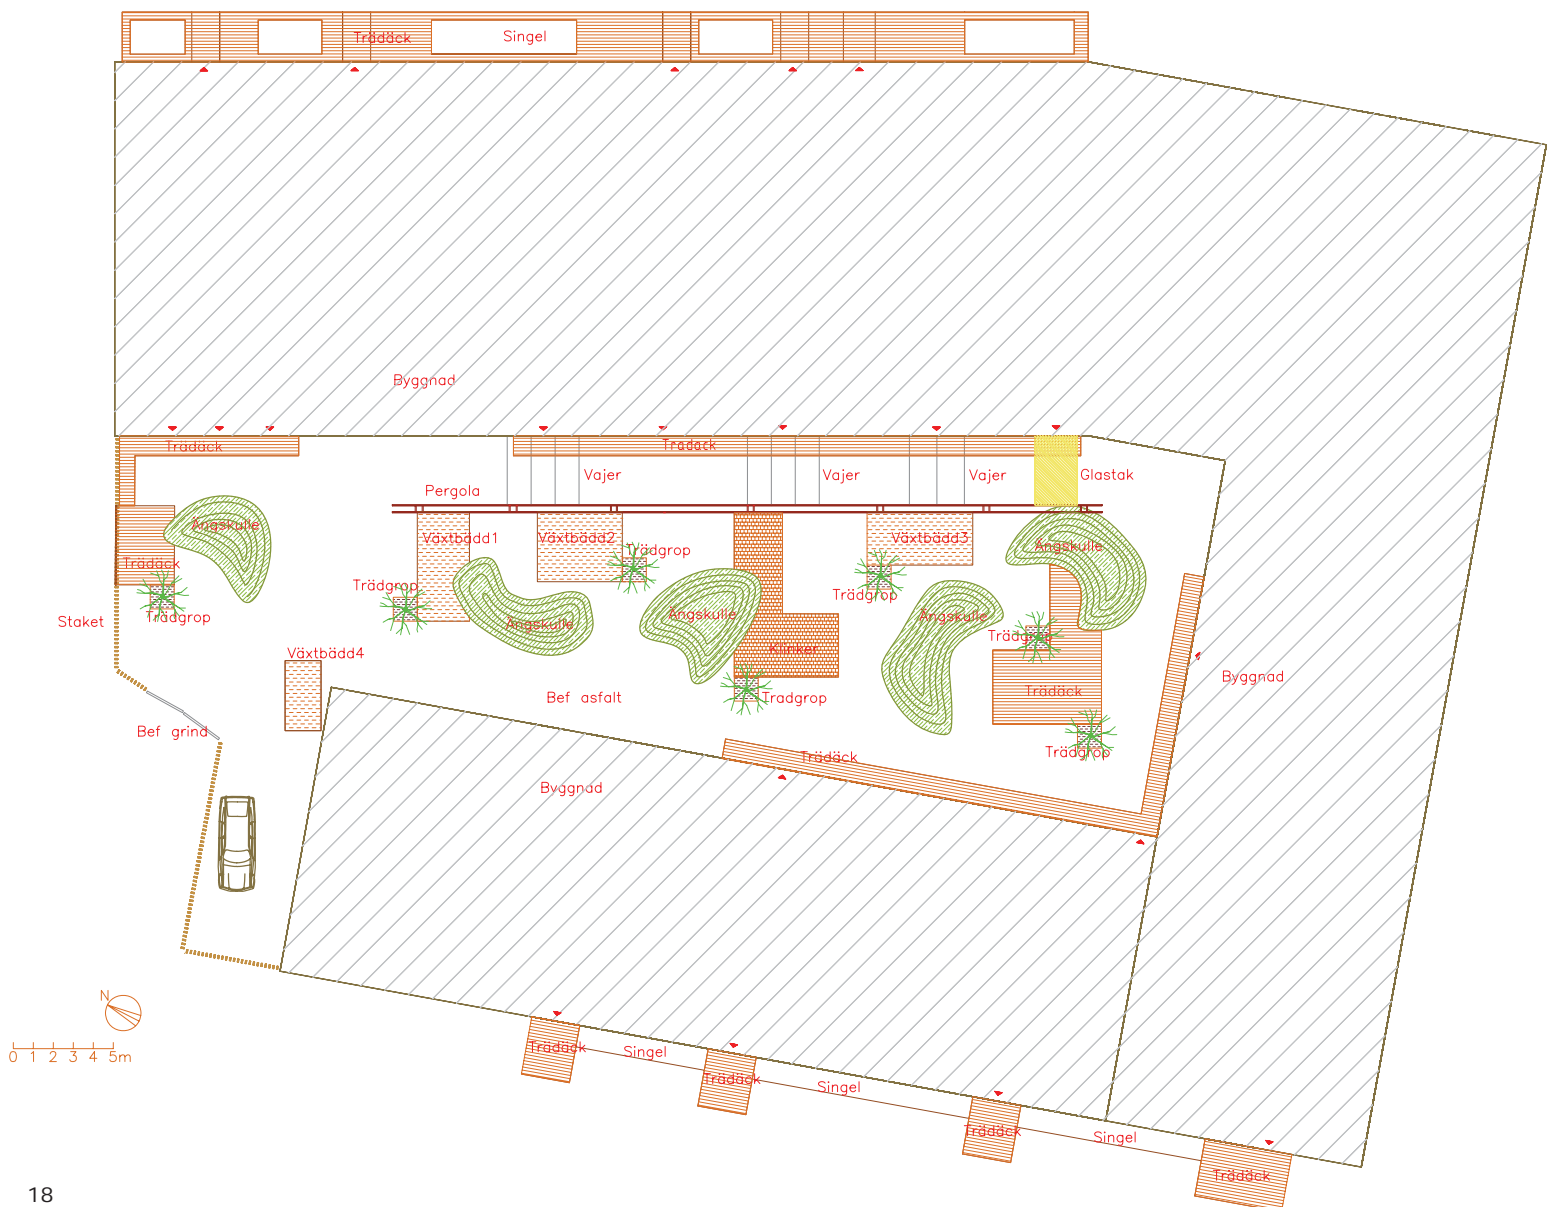 Trädäck
Singel
Byggnad
Trädäck
Trädäck
Vajer
Vajer
Vajer
Glastak
Pergola
Ängskulle
Växtbädd1
Växtbädd2
Växtbädd3
Ängskulle
Trädgrop
Trädäck
Trädgrop
Trädgrop
Trädgrop
Staket
Ängskulle
Ängskulle
Ängskulle
Trädgrop
Växtbädd4
Klinker
Byggnad
Bef asfalt
Tradgrop
Trädäck
Bef grind
Trädäck
Trädgrop
Byggnad
N
0 1 2 3 4 5m
Trädäck
Singel
Trädäck
Singel
Trädäck
Singel
Trädäck
18